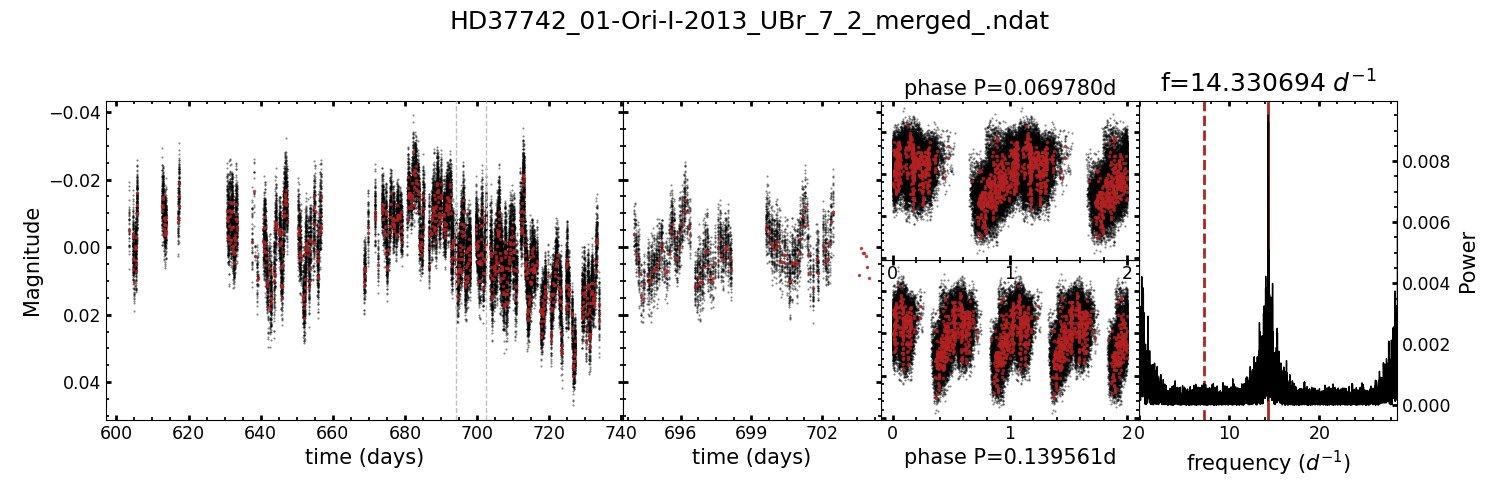 HD37742_01-Ori-I-2013_UBr_7_2_merged_.ndat
phase P=0.069780d
f=14.330694 d⁻¹
−0.04
−0.02
0.00
0.02
0.04
Magnitude
600 620 640 660 680 700 720 740
time (days)
696 699 702
time (days)
0 1 2
0 1 2
phase P=0.139561d
0 10 20
frequency (d⁻¹)
0.008
0.006
0.004
0.002
0.000
Power